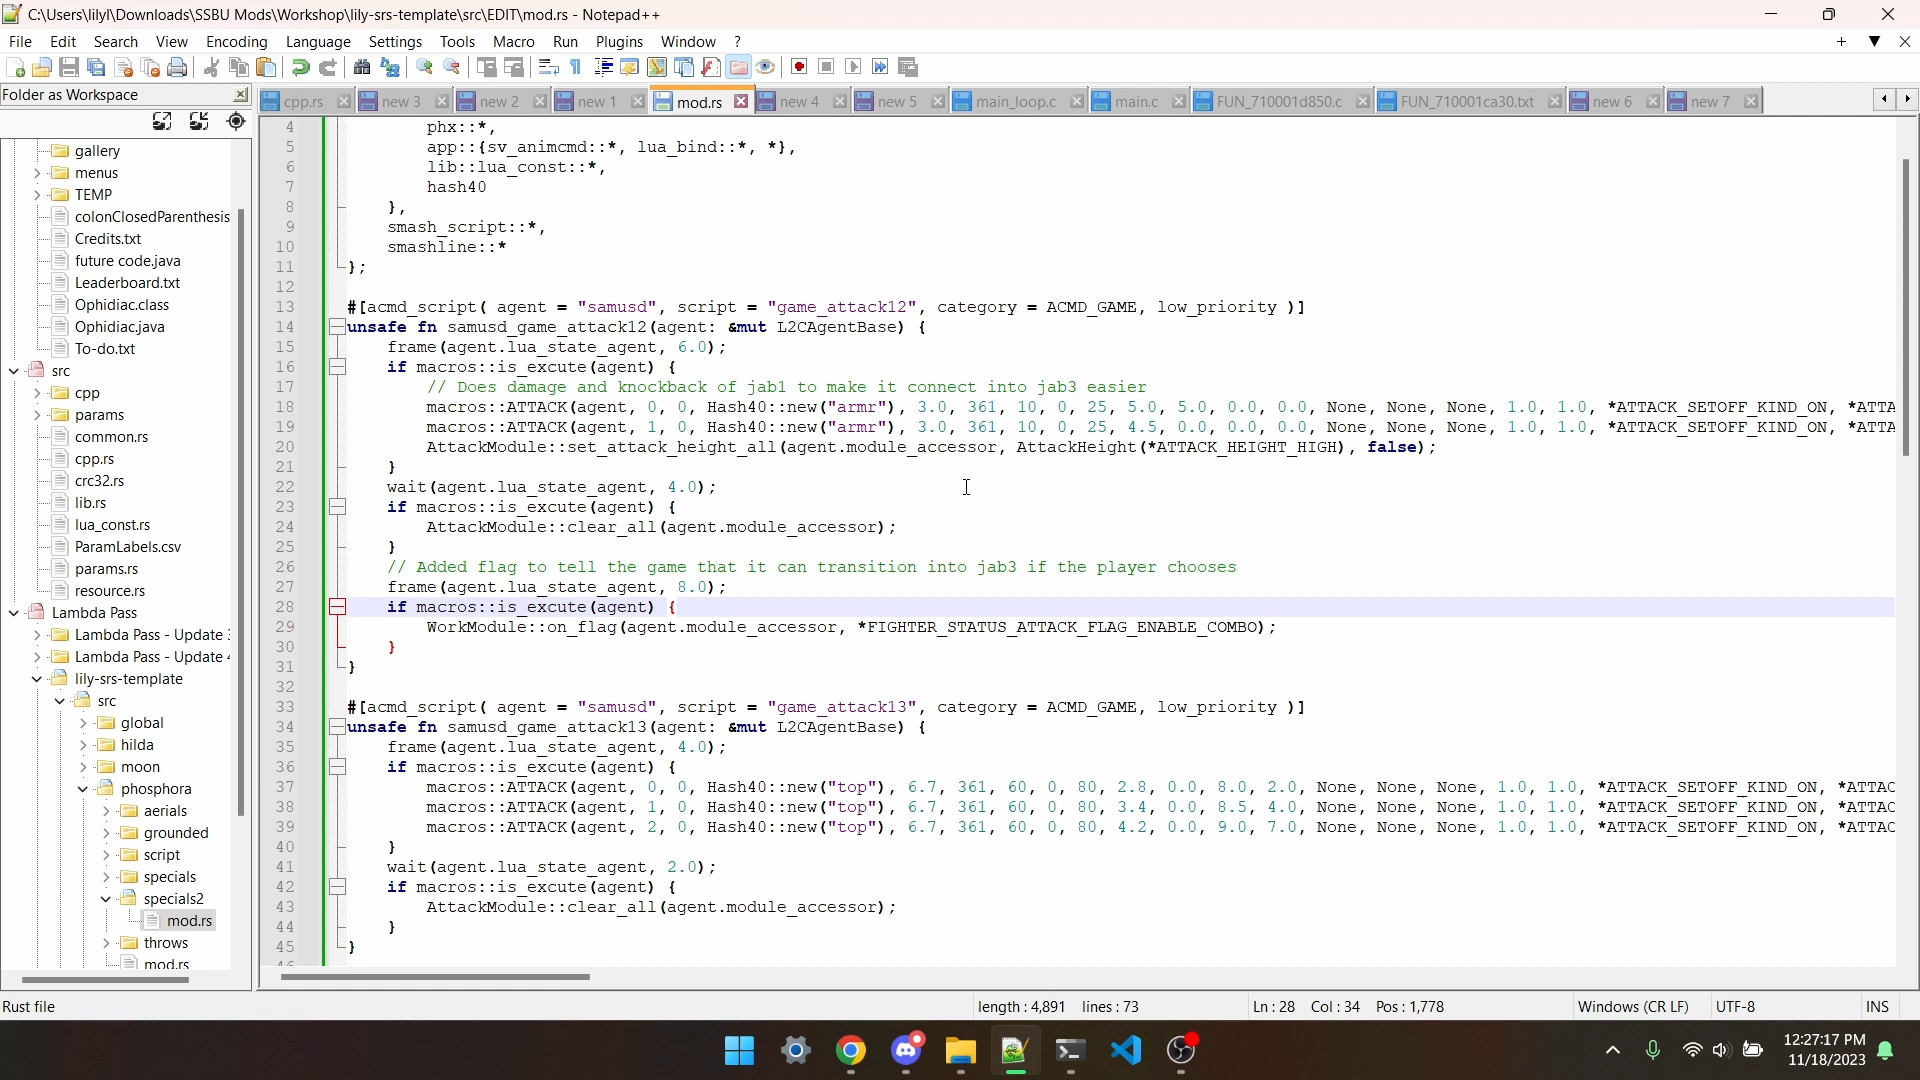 C:\Users\lilyl\Downloads\SSBU Mods\Workshop\lily-srs-template\src\EDIT\mod.rs - Notepad++
File Edit Search View Encoding Language Settings Tools Macro Run Plugins Window ?
Folder as Workspace
cpp.rs new 3 new 2 new 1 mod.rs new 4 new 5 main_loop.c main.c FUN_710001d850.c FUN_710001ca30.txt new 6 new 7
gallery
menus
TEMP
colonClosedParenthesis
Credits.txt
future code.java
Leaderboard.txt
Ophidiac.class
Ophidiac.java
To-do.txt
src
cpp
params
common.rs
cpp.rs
crc32.rs
lib.rs
lua_const.rs
ParamLabels.csv
params.rs
resource.rs
Lambda Pass
Lambda Pass - Update
Lambda Pass - Update
lily-srs-template
src
global
hilda
moon
phosphora
aerials
grounded
script
specials
specials2
mod.rs
throws
mod.rs
4 phx::*,
5 app::{sv_animcmd::*, lua_bind::*, *},
6 lib::lua_const::*,
7 hash40
8 },
9 smash_script::*,
10 smashline::*
11 };
12
13 #[acmd_script( agent = "samusd", script = "game_attack12", category = ACMD_GAME, low_priority )]
14 unsafe fn samusd_game_attack12(agent: &mut L2CAgentBase) {
15 frame(agent.lua_state_agent, 6.0);
16 if macros::is_excute(agent) {
17 // Does damage and knockback of jab1 to make it connect into jab3 easier
18 macros::ATTACK(agent, 0, 0, Hash40::new("armr"), 3.0, 361, 10, 0, 25, 5.0, 5.0, 0.0, 0.0, None, None, None, 1.0, 1.0, *ATTACK_SETOFF_KIND_ON, *ATTA
19 macros::ATTACK(agent, 1, 0, Hash40::new("armr"), 3.0, 361, 10, 0, 25, 4.5, 0.0, 0.0, 0.0, None, None, None, 1.0, 1.0, *ATTACK_SETOFF_KIND_ON, *ATTA
20 AttackModule::set_attack_height_all(agent.module_accessor, AttackHeight(*ATTACK_HEIGHT_HIGH), false);
21 }
22 wait(agent.lua_state_agent, 4.0);
23 if macros::is_excute(agent) {
24 AttackModule::clear_all(agent.module_accessor);
25 }
26 // Added flag to tell the game that it can transition into jab3 if the player chooses
27 frame(agent.lua_state_agent, 8.0);
28 if macros::is_excute(agent) {
29 WorkModule::on_flag(agent.module_accessor, *FIGHTER_STATUS_ATTACK_FLAG_ENABLE_COMBO);
30 }
31 }
32
33 #[acmd_script( agent = "samusd", script = "game_attack13", category = ACMD_GAME, low_priority )]
34 unsafe fn samusd_game_attack13(agent: &mut L2CAgentBase) {
35 frame(agent.lua_state_agent, 4.0);
36 if macros::is_excute(agent) {
37 macros::ATTACK(agent, 0, 0, Hash40::new("top"), 6.7, 361, 60, 0, 80, 2.8, 0.0, 8.0, 2.0, None, None, None, 1.0, 1.0, *ATTACK_SETOFF_KIND_ON, *ATTAC
38 macros::ATTACK(agent, 1, 0, Hash40::new("top"), 6.7, 361, 60, 0, 80, 3.4, 0.0, 8.5, 4.0, None, None, None, 1.0, 1.0, *ATTACK_SETOFF_KIND_ON, *ATTAC
39 macros::ATTACK(agent, 2, 0, Hash40::new("top"), 6.7, 361, 60, 0, 80, 4.2, 0.0, 9.0, 7.0, None, None, None, 1.0, 1.0, *ATTACK_SETOFF_KIND_ON, *ATTAC
40 }
41 wait(agent.lua_state_agent, 2.0);
42 if macros::is_excute(agent) {
43 AttackModule::clear_all(agent.module_accessor);
44 }
45 }
Rust file length : 4,891 lines : 73 Ln : 28 Col : 34 Pos : 1,778 Windows (CR LF) UTF-8 INS
12:27:17 PM
11/18/2023